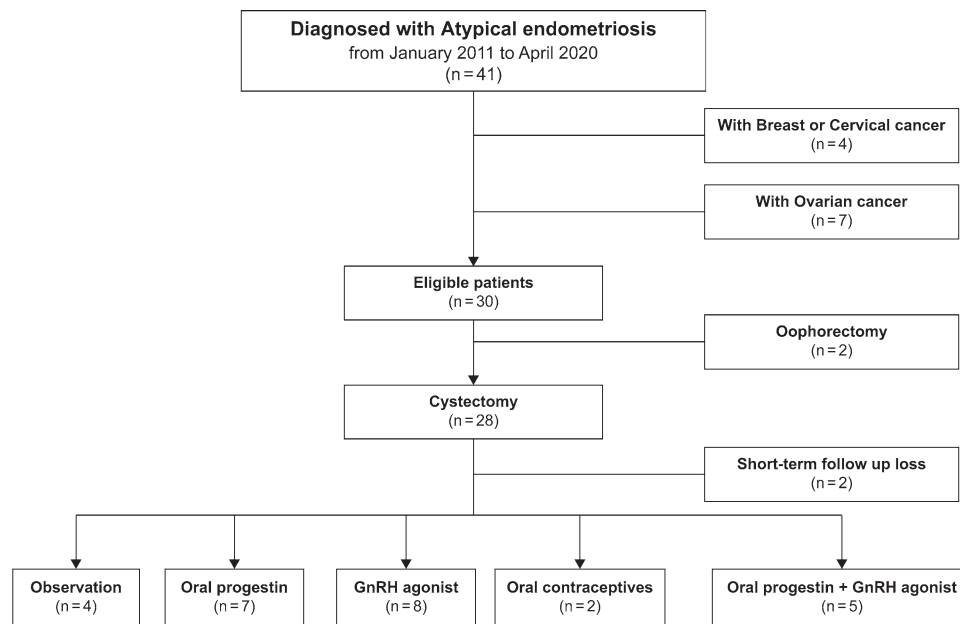 Diagnosed with Atypical endometriosis
from January 2011 to April 2020
(n=41)
With Breast or Cervical cancer
(n=4)
With Ovarian cancer
(n=7)
Eligible patients
(n=30)
Oophorectomy
(n=2)
Cystectomy
(n=28)
Short-term follow up loss
(n=2)
Observation
(n=4)
Oral progestin
(n=7)
GnRH agonist
(n=8)
Oral contraceptives
(n=2)
Oral progestin + GnRH agonist
(n=5)